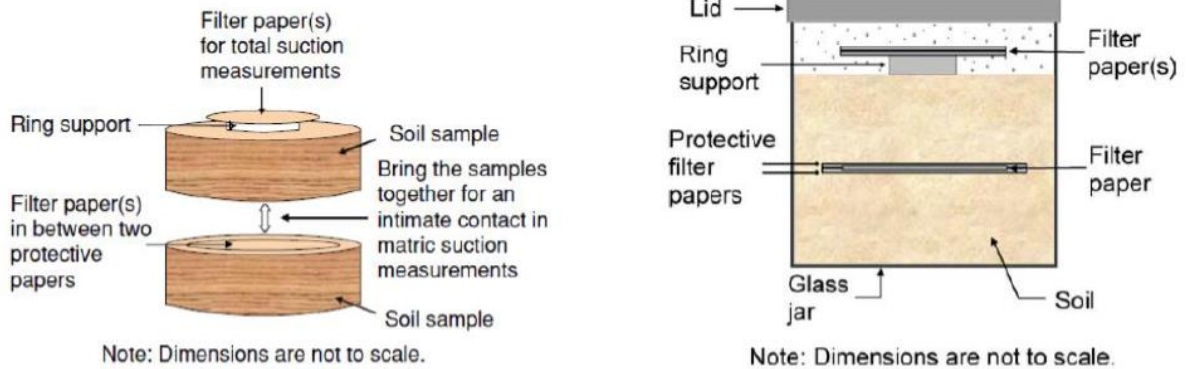 Filter paper(s)
for total suction
measurements
Ring support
Soil sample
Bring the samples
together for an
intimate contact in
matric suction
measurements
Filter paper(s)
in between two
protective
papers
Soil sample
Note: Dimensions are not to scale.
Lid
Filter
paper(s)
Ring
support
Protective
filter
papers
Filter
paper
Glass
jar
Soil
Note: Dimensions are not to scale.